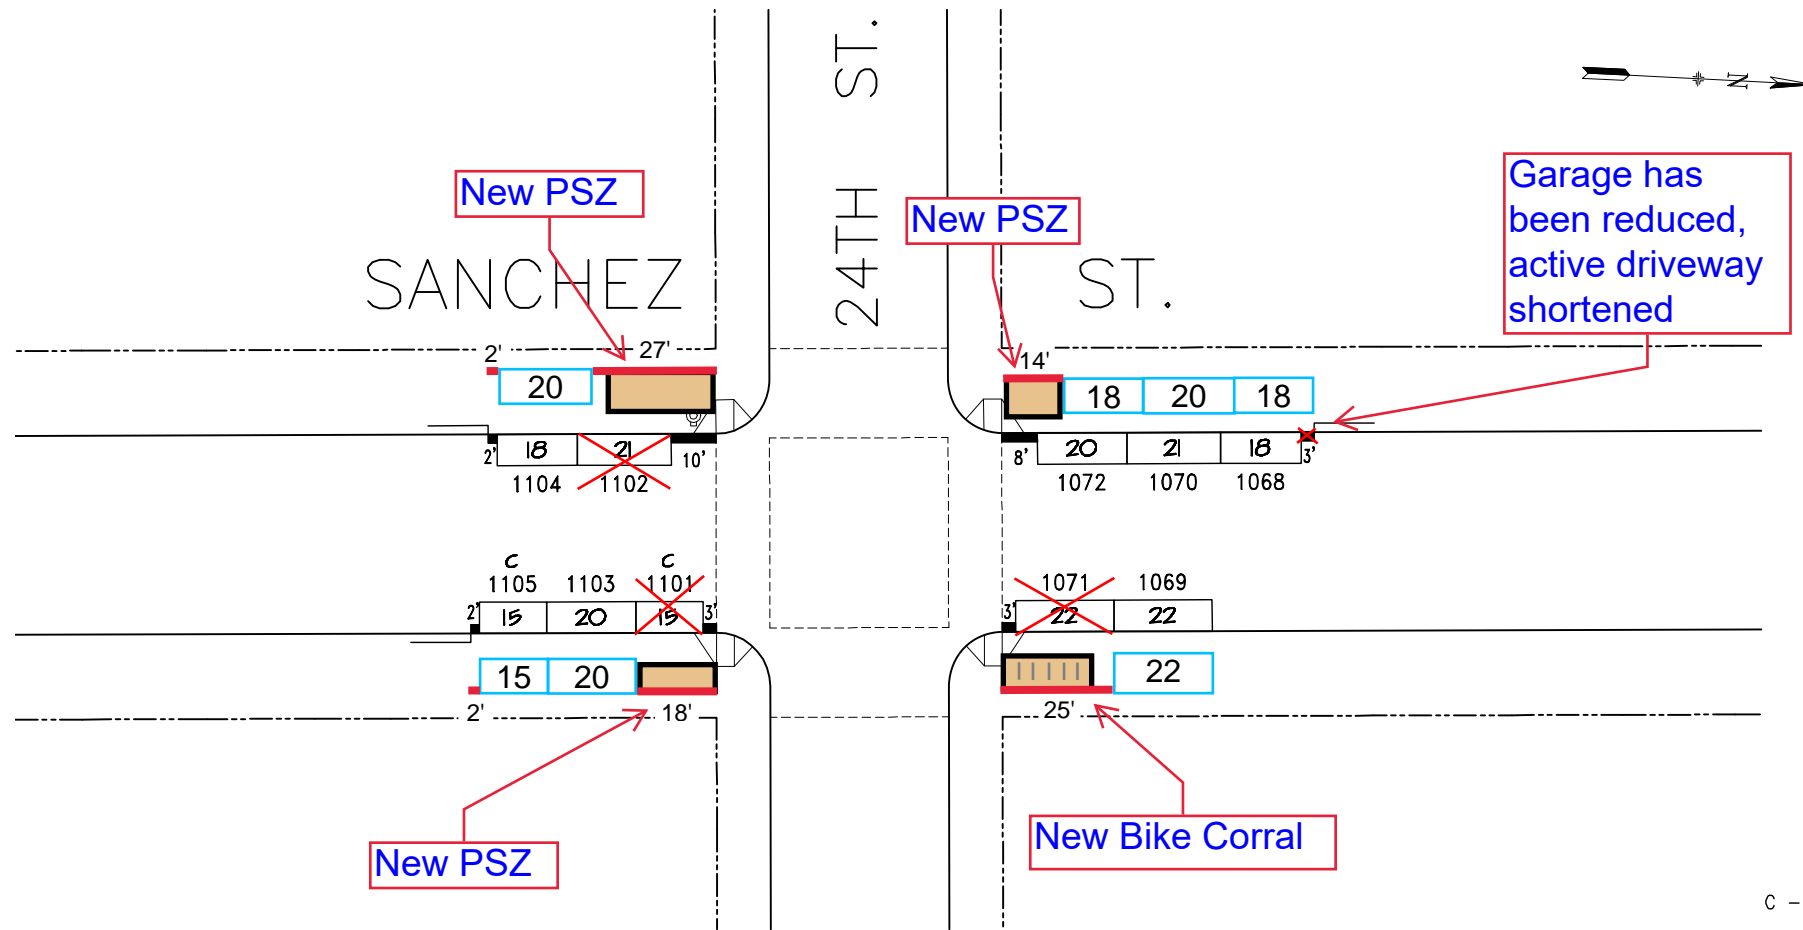 24TH ST.
N
Garage has
been reduced,
active driveway
shortened
New PSZ
New PSZ
SANCHEZ ST.
2' 27' 14'
20 18 20 18
2' 18 21 10' 8' 20 21 18 3'
1104 1102 1072 1070 1068
C C
1105 1103 1101 1071 1069
2' 15 20 15 3' 3' 22 22
15 20 22
2' 18' 25'
New Bike Corral
New PSZ
C -